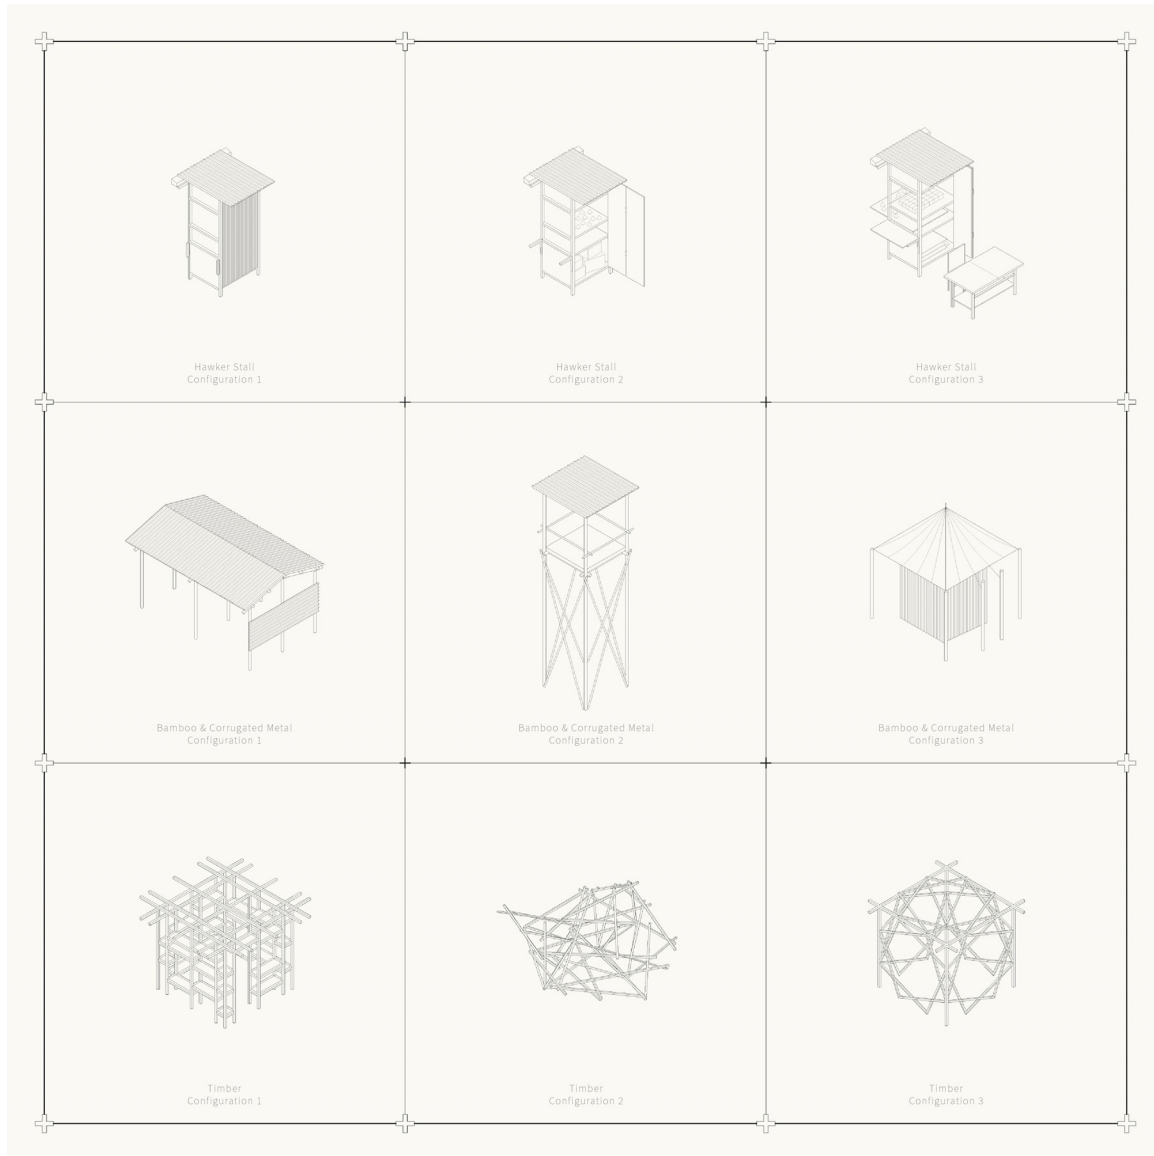 Hawker Stall
Configuration 1
Hawker Stall
Configuration 2
Hawker Stall
Configuration 3
Bamboo & Corrugated Metal
Configuration 1
Bamboo & Corrugated Metal
Configuration 2
Bamboo & Corrugated Metal
Configuration 3
Timber
Configuration 1
Timber
Configuration 2
Timber
Configuration 3